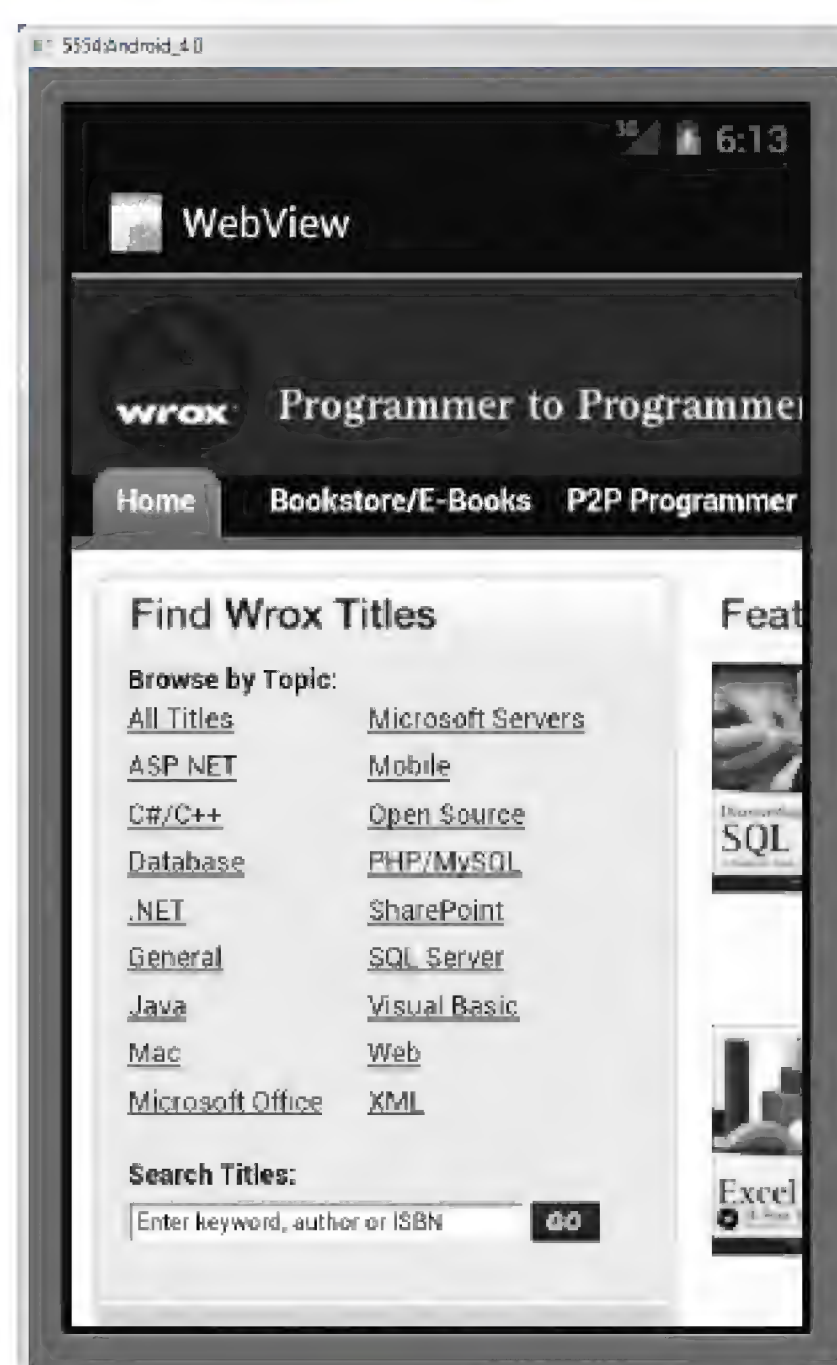 5554:Android_4.0
3G 6:13
WebView
wrox Programmer to Programmer
Home Bookstore/E-Books P2P Programmer
Find Wrox Titles
Feat
Browse by Topic:
All Titles Microsoft Servers
ASP.NET Mobile
C#/C++ Open Source
Database PHP/MySQL
.NET SharePoint
General SQL Server
Java Visual Basic
Mac Web
Microsoft Office XML
SQL
Search Titles:
Enter keyword, author or ISBN GO
Excel